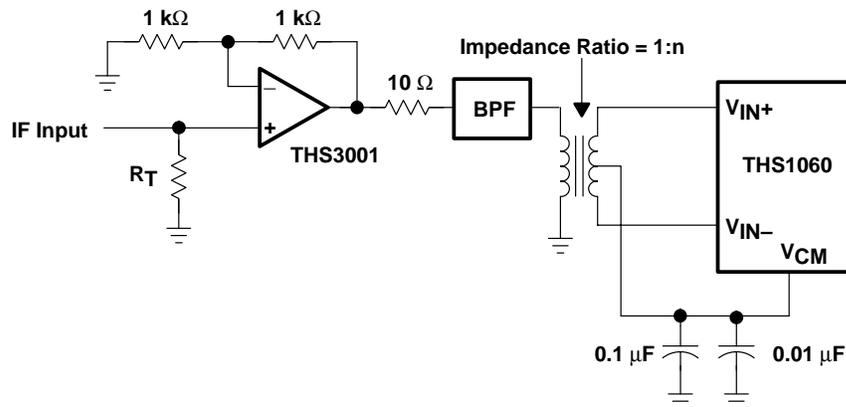 1 kΩ
1 kΩ
Impedance Ratio = 1:n
10 Ω
BPF
VIN+
–
IF Input
+
THS3001
THS1060
RT
VIN–
VCM
0.1 μF
0.01 μF